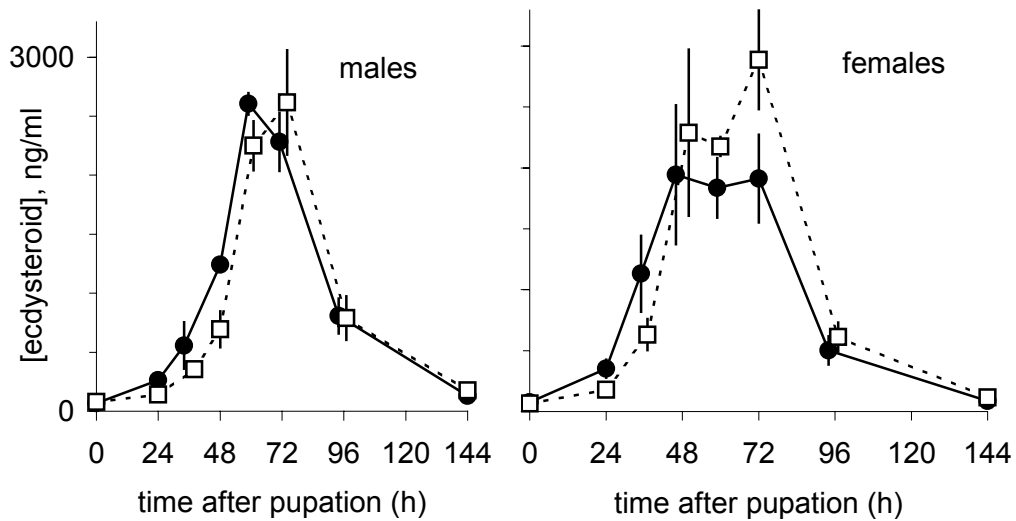 3000
males
females
[ecdysteroid], ng/ml
0
0 24 48 72 96 120 144
0 24 48 72 96 120 144
time after pupation (h)
time after pupation (h)